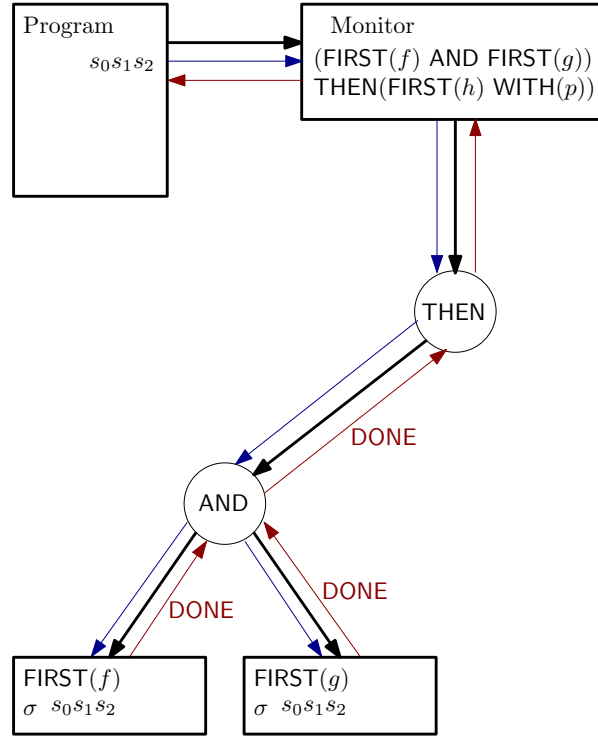 Program
s₀s₁s₂
Monitor
(FIRST(f) AND FIRST(g))
THEN(FIRST(h) WITH(p))
THEN
DONE
AND
DONE
DONE
FIRST(f)
σ s₀s₁s₂
FIRST(g)
σ s₀s₁s₂